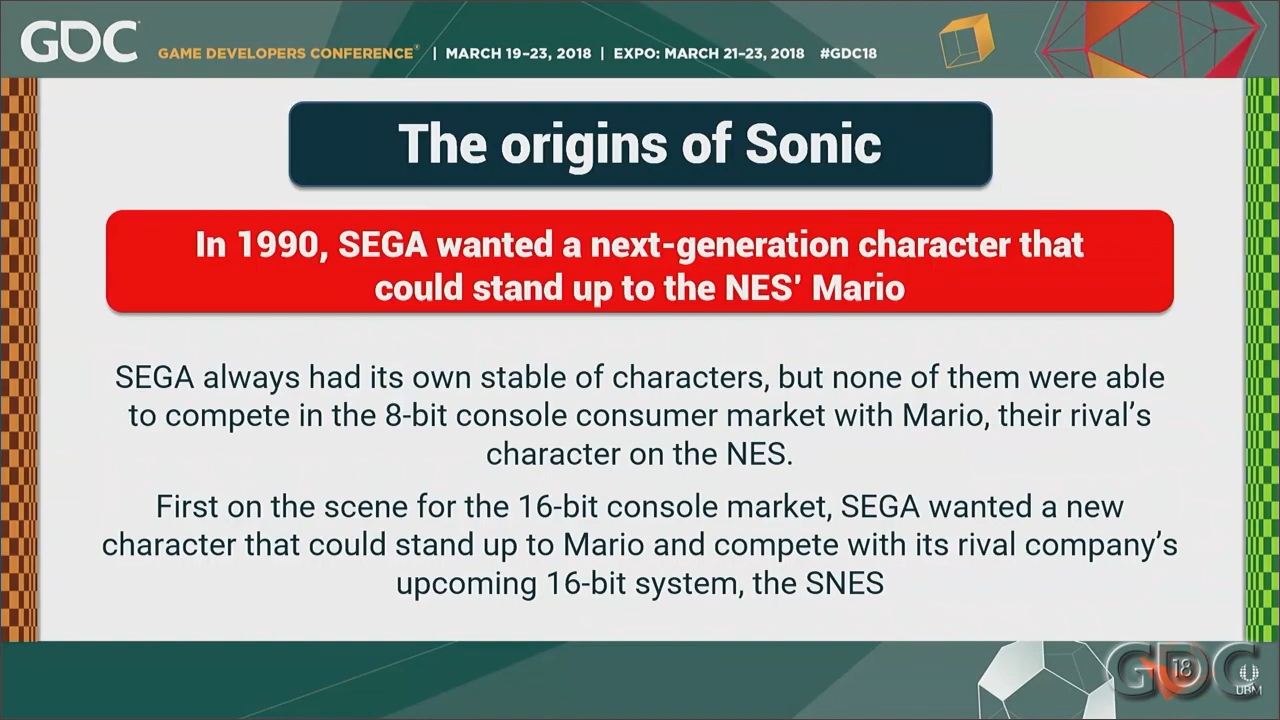 GDC GAME DEVELOPERS CONFERENCE® | MARCH 19–23, 2018 | EXPO: MARCH 21–23, 2018 #GDC18
The origins of Sonic
In 1990, SEGA wanted a next-generation character that
could stand up to the NES’ Mario
SEGA always had its own stable of characters, but none of them were able
to compete in the 8-bit console consumer market with Mario, their rival’s
character on the NES.
First on the scene for the 16-bit console market, SEGA wanted a new
character that could stand up to Mario and compete with its rival company’s
upcoming 16-bit system, the SNES
GDC 18
UBM